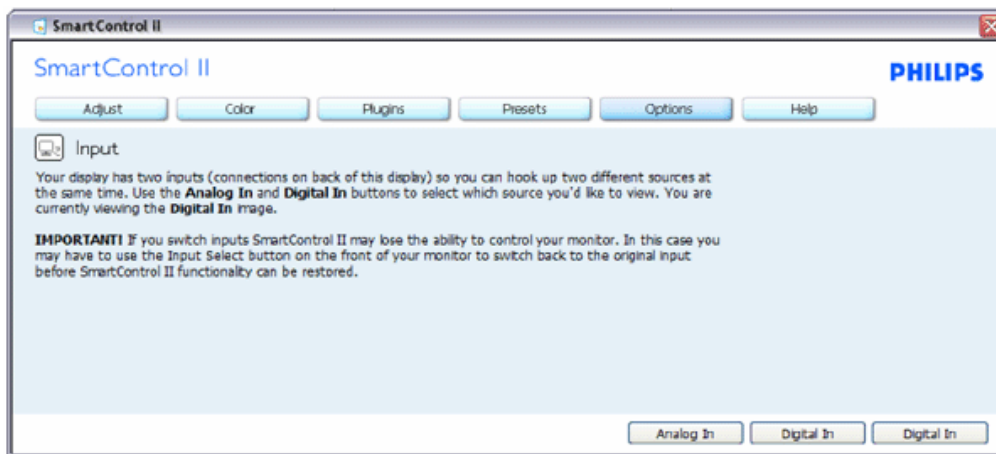 SmartControl II
SmartControl II
PHILIPS
Adjust
Color
Plugins
Presets
Options
Help
Input
Your display has two inputs (connections on back of this display) so you can hook up two different sources at
the same time. Use the Analog In and Digital In buttons to select which source you'd like to view. You are
currently viewing the Digital In image.
IMPORTANT! If you switch inputs SmartControl II may lose the ability to control your monitor. In this case you
may have to use the Input Select button on the front of your monitor to switch back to the original input
before SmartControl II functionality can be restored.
Analog In
Digital In
Digital In